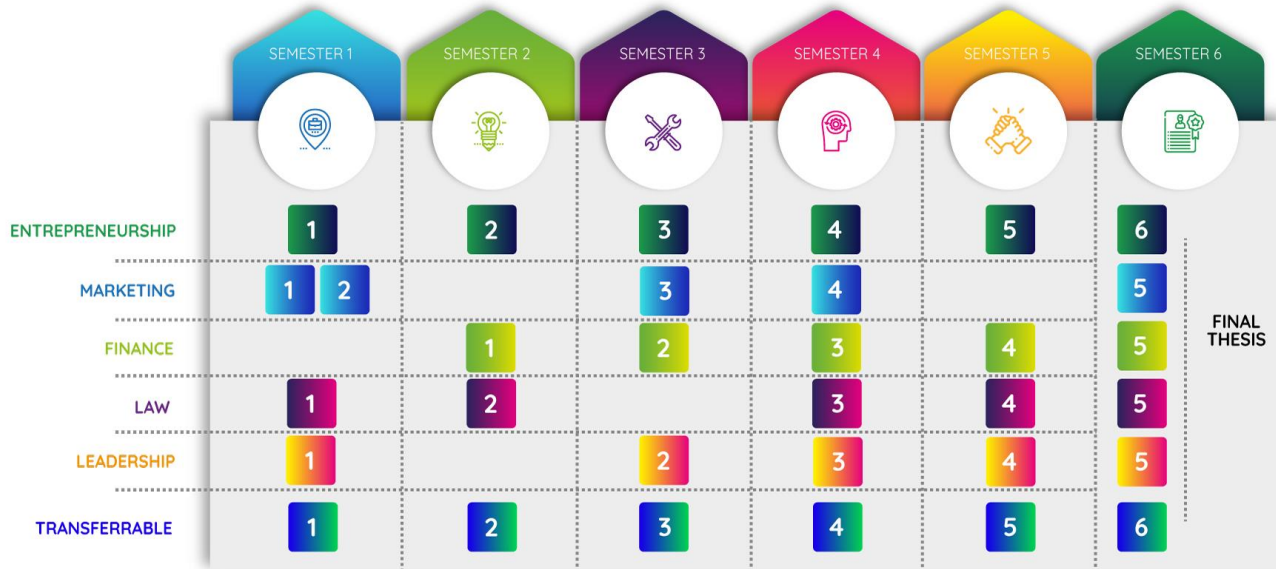 SEMESTER 1 SEMESTER 2 SEMESTER 3 SEMESTER 4 SEMESTER 5 SEMESTER 6
ENTREPRENEURSHIP 1 2 3 4 5 6
MARKETING 1 2 3 4 5
FINANCE 1 2 3 4 5
LAW 1 2 3 4 5
LEADERSHIP 1 2 3 4 5
TRANSFERRABLE 1 2 3 4 5 6
FINAL
THESIS